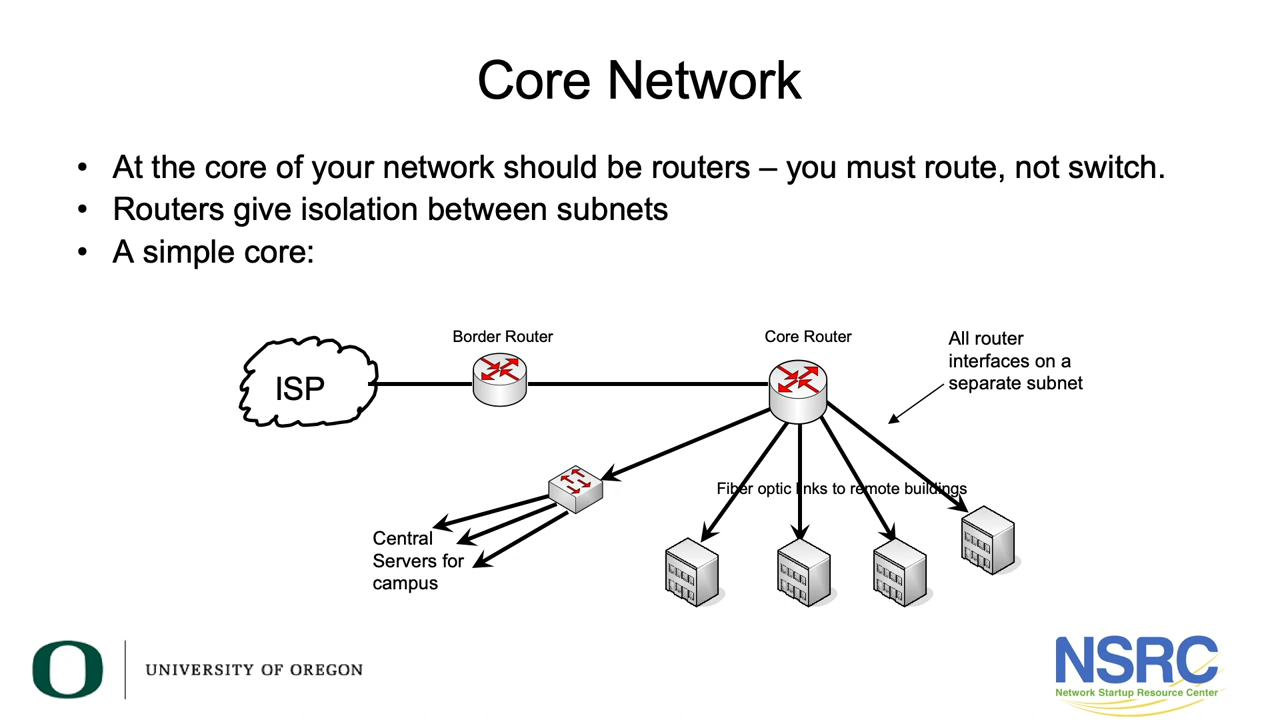 Core Network
• At the core of your network should be routers – you must route, not switch.
• Routers give isolation between subnets
• A simple core:
Border Router
Core Router
All router
interfaces on a
separate subnet
ISP
Fiber optic links to remote buildings
Central
Servers for
campus
UNIVERSITY OF OREGON
NSRC
Network Startup Resource Center